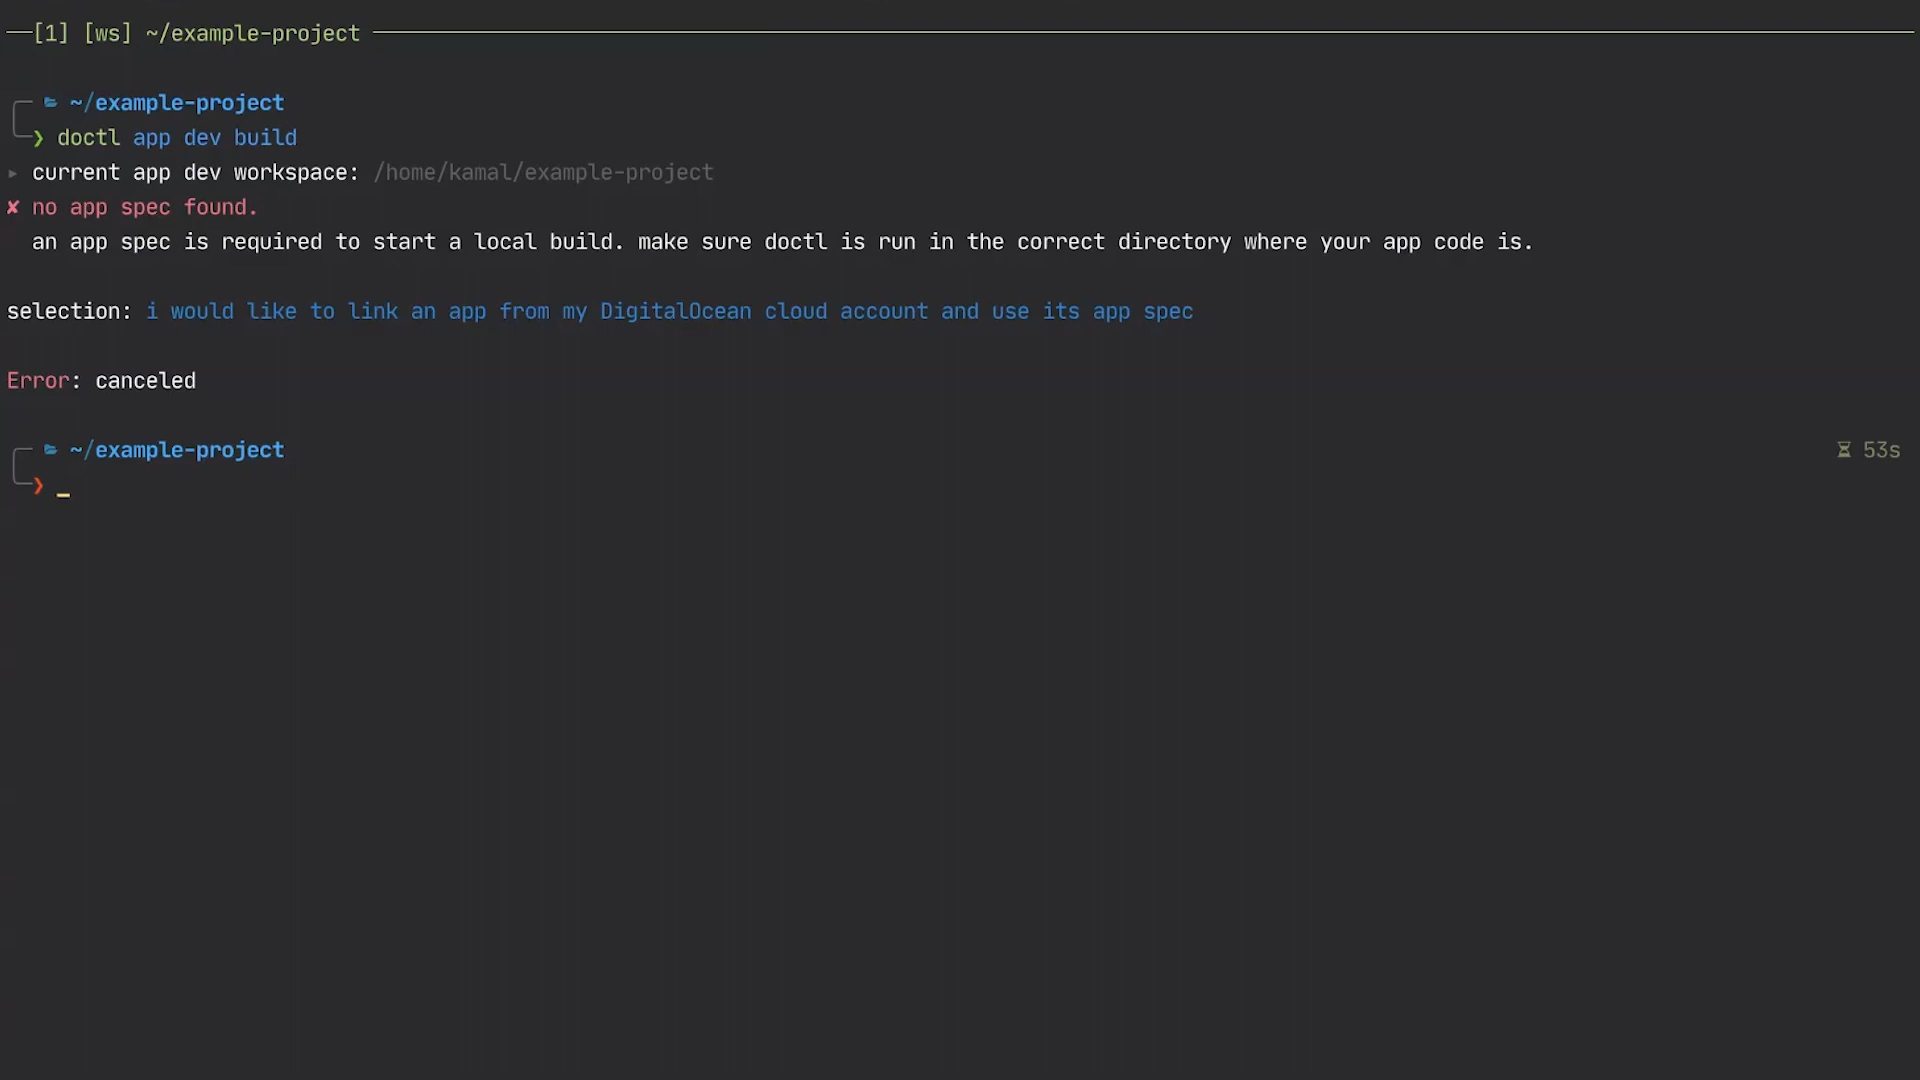 [1] [ws] ~/example-project
~/example-project
❯ doctl app dev build
▸ current app dev workspace: /home/kamal/example-project
✘ no app spec found.
an app spec is required to start a local build. make sure doctl is run in the correct directory where your app code is.
selection: i would like to link an app from my DigitalOcean cloud account and use its app spec
Error: canceled
~/example-project 53s
❯ _